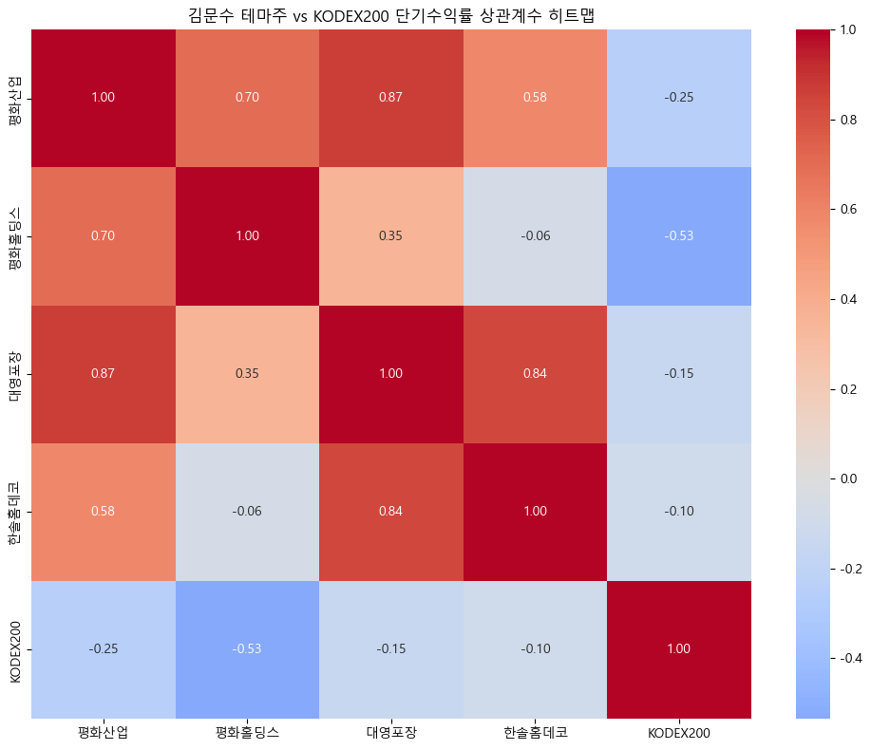 김문수 테마주 vs KODEX200 단기수익률 상관계수 히트맵
평화산업
1.00 0.70 0.87 0.58 -0.25
평화홀딩스
0.70 1.00 0.35 -0.06 -0.53
대영포장
0.87 0.35 1.00 0.84 -0.15
한솔홈데코
0.58 -0.06 0.84 1.00 -0.10
KODEX200
-0.25 -0.53 -0.15 -0.10 1.00
평화산업 평화홀딩스 대영포장 한솔홈데코 KODEX200
1.0
0.8
0.6
0.4
0.2
0.0
-0.2
-0.4